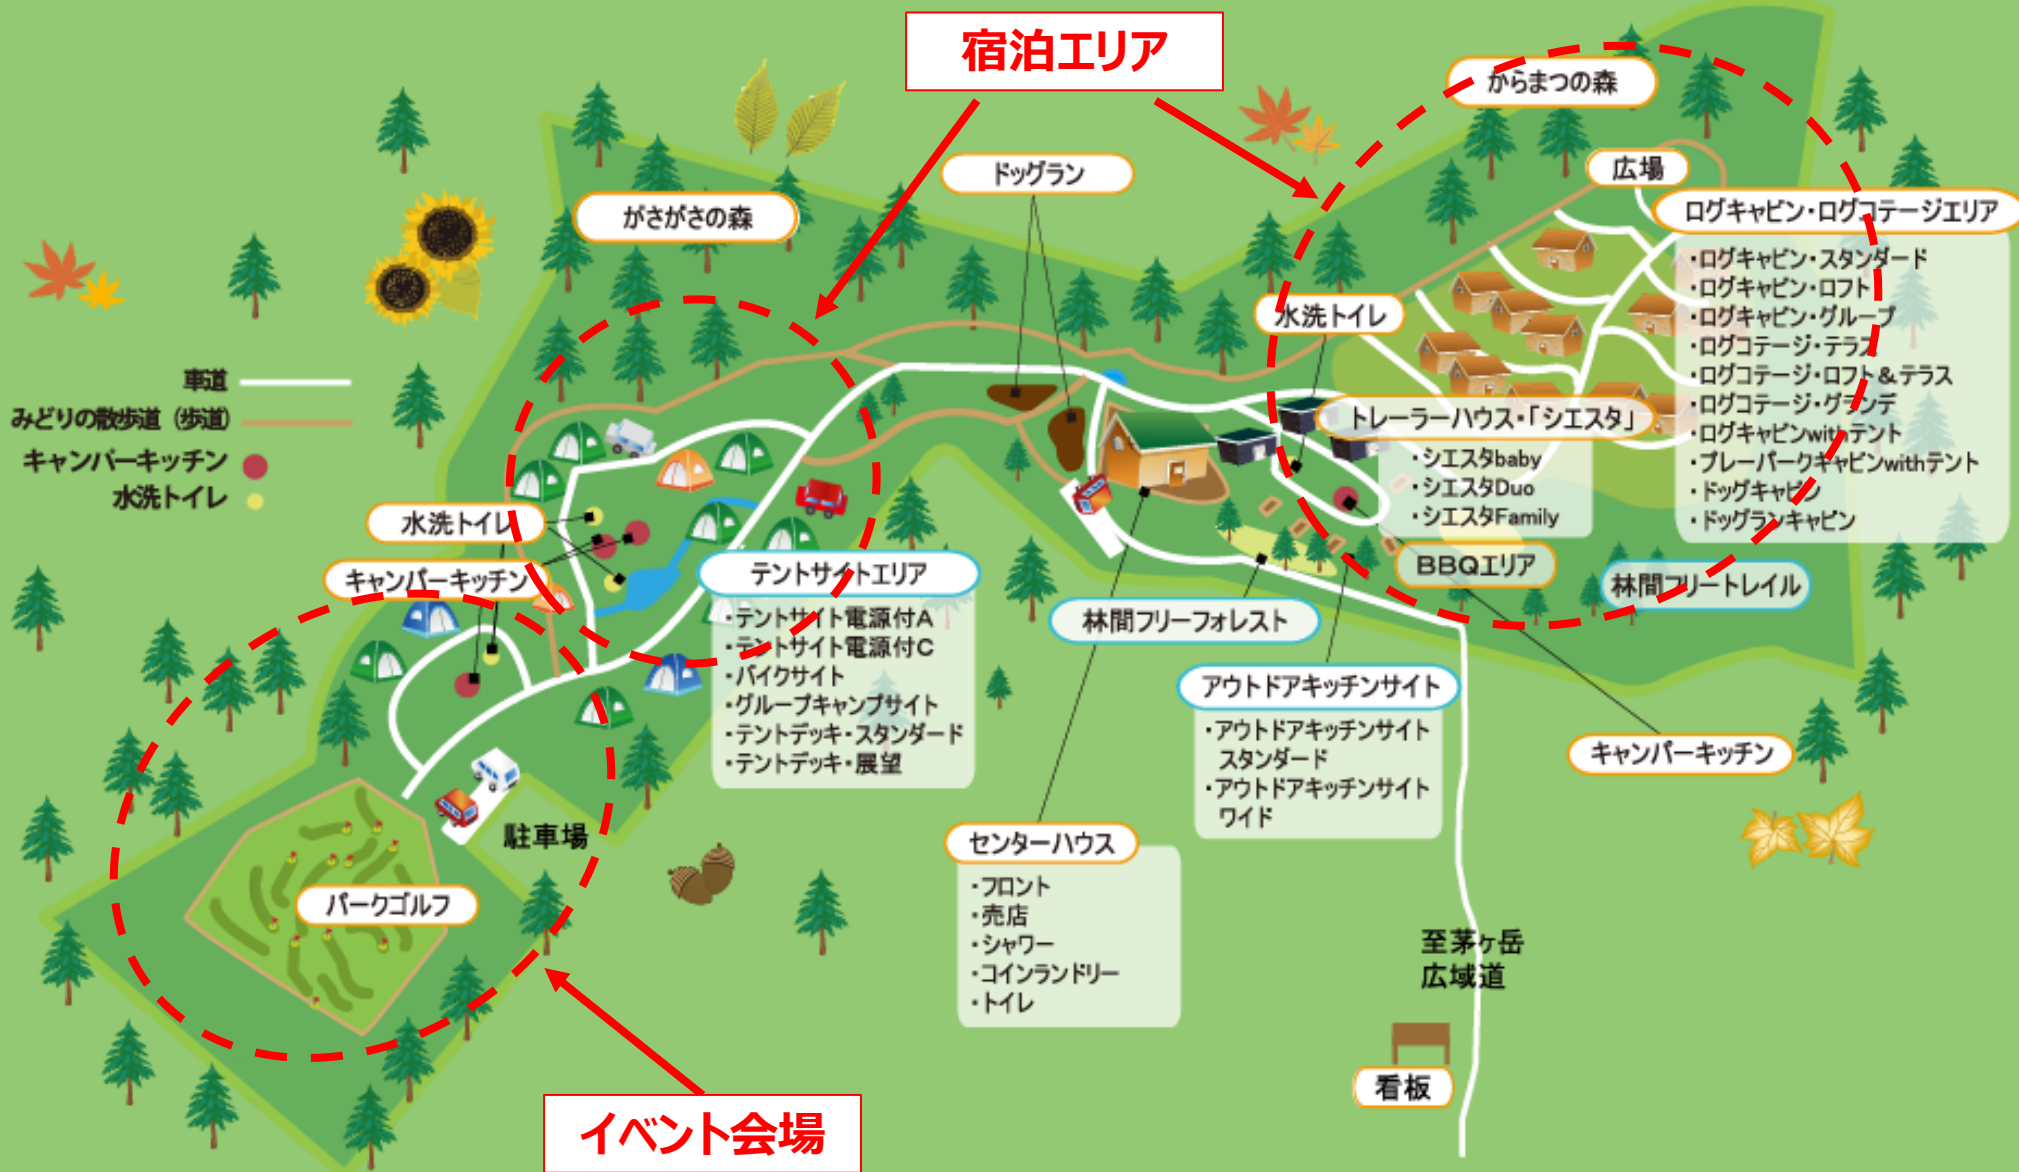 宿泊エリア
からまつの森
ドッグラン
広場
がさがさの森
ログキャビン・ログコテージエリア
・ログキャビン・スタンダード
・ログキャビン・ロフト
・ログキャビン・グループ
・ログコテージ・テラス
・ログコテージ・ロフト＆テラス
・ログコテージ・グランデ
・ログキャビンwithテント
・プレーパークキャビンwithテント
・ドッグキャビン
・ドッグランキャビン
水洗トイレ
車道
みどりの散歩道（歩道）
キャンパーキッチン
水洗トイレ
トレーラーハウス・「シエスタ」
・シエスタbaby
・シエスタDuo
・シエスタFamily
水洗トイレ
キャンパーキッチン
テントサイトエリア
・テントサイト電源付A
・テントサイト電源付C
・バイクサイト
・グループキャンプサイト
・テントデッキ・スタンダード
・テントデッキ・展望
BBQエリア
林間フリートレイル
林間フリーフォレスト
アウトドアキッチンサイト
・アウトドアキッチンサイト
スタンダード
・アウトドアキッチンサイト
ワイド
キャンパーキッチン
駐車場
センターハウス
・フロント
・売店
・シャワー
・コインランドリー
・トイレ
パークゴルフ
至茅ヶ岳
広域道
看板
イベント会場